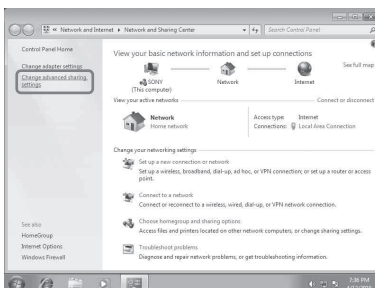 Network and Internet ▸ Network and Sharing Center
Search Control Panel
Control Panel Home
Change adapter settings
Change advanced sharing
settings
View your basic network information and set up connections
See full map
SONY
(This computer)
Network
Internet
View your active networks
Connect or disconnect
Network
Home network
Access type: Internet
Connections: Local Area Connection
Change your networking settings
Set up a new connection or network
Set up a wireless, broadband, dial-up, ad hoc, or VPN connection; or set up a router or access
point.
Connect to a network
Connect or reconnect to a wireless, wired, dial-up, or VPN network connection.
Choose homegroup and sharing options
Access files and printers located on other network computers, or change sharing settings.
Troubleshoot problems
Diagnose and repair network problems, or get troubleshooting information.
See also
HomeGroup
Internet Options
Windows Firewall
7:36 PM